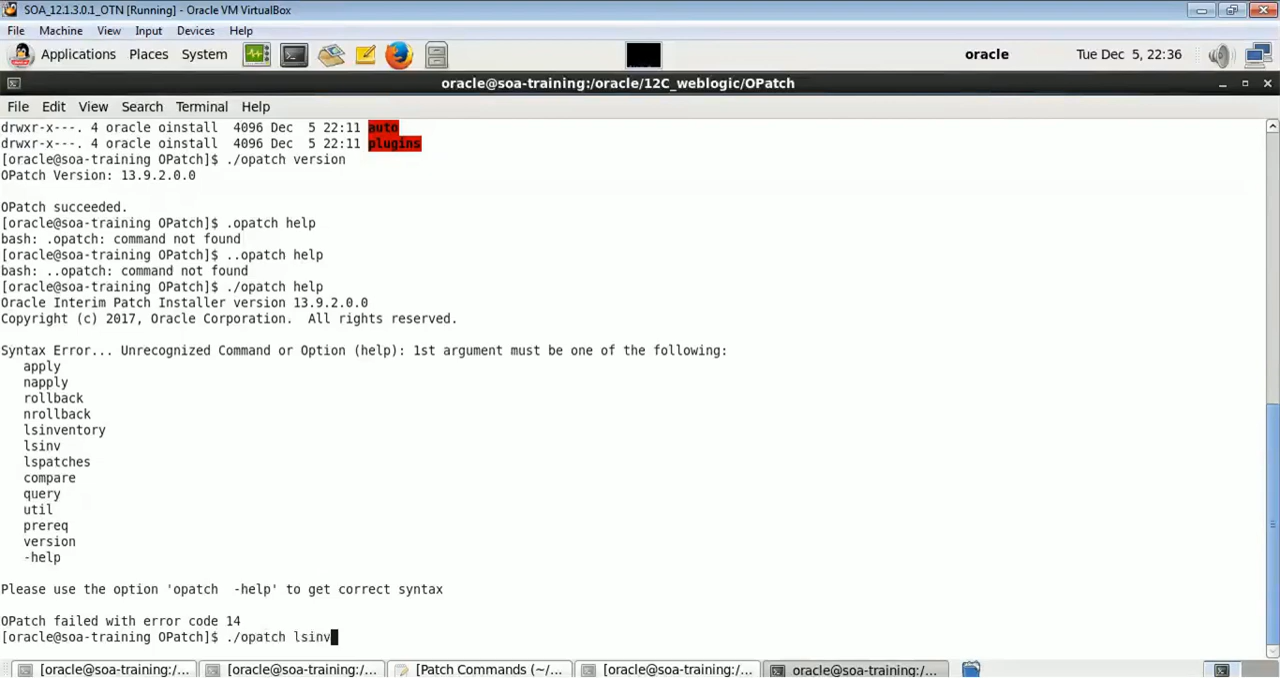 SOA_12.1.3.0.1_OTN [Running] - Oracle VM VirtualBox
File Machine View Input Devices Help
Applications Places System oracle Tue Dec 5, 22:36
oracle@soa-training:/oracle/12C_weblogic/OPatch
File Edit View Search Terminal Help
drwxr-x---. 4 oracle oinstall 4096 Dec 5 22:11 auto
drwxr-x---. 4 oracle oinstall 4096 Dec 5 22:11 plugins
[oracle@soa-training OPatch]$ ./opatch version
OPatch Version: 13.9.2.0.0
OPatch succeeded.
[oracle@soa-training OPatch]$ .opatch help
bash: .opatch: command not found
[oracle@soa-training OPatch]$ ..opatch help
bash: ..opatch: command not found
[oracle@soa-training OPatch]$ ./opatch help
Oracle Interim Patch Installer version 13.9.2.0.0
Copyright (c) 2017, Oracle Corporation. All rights reserved.
Syntax Error... Unrecognized Command or Option (help): 1st argument must be one of the following:
apply
napply
rollback
nrollback
lsinventory
lsinv
lspatches
compare
query
util
prereq
version
-help
Please use the option 'opatch -help' to get correct syntax
OPatch failed with error code 14
[oracle@soa-training OPatch]$ ./opatch lsinv
[oracle@soa-training:/... [oracle@soa-training:/... [Patch Commands (~/... [oracle@soa-training:/... oracle@soa-training:/...